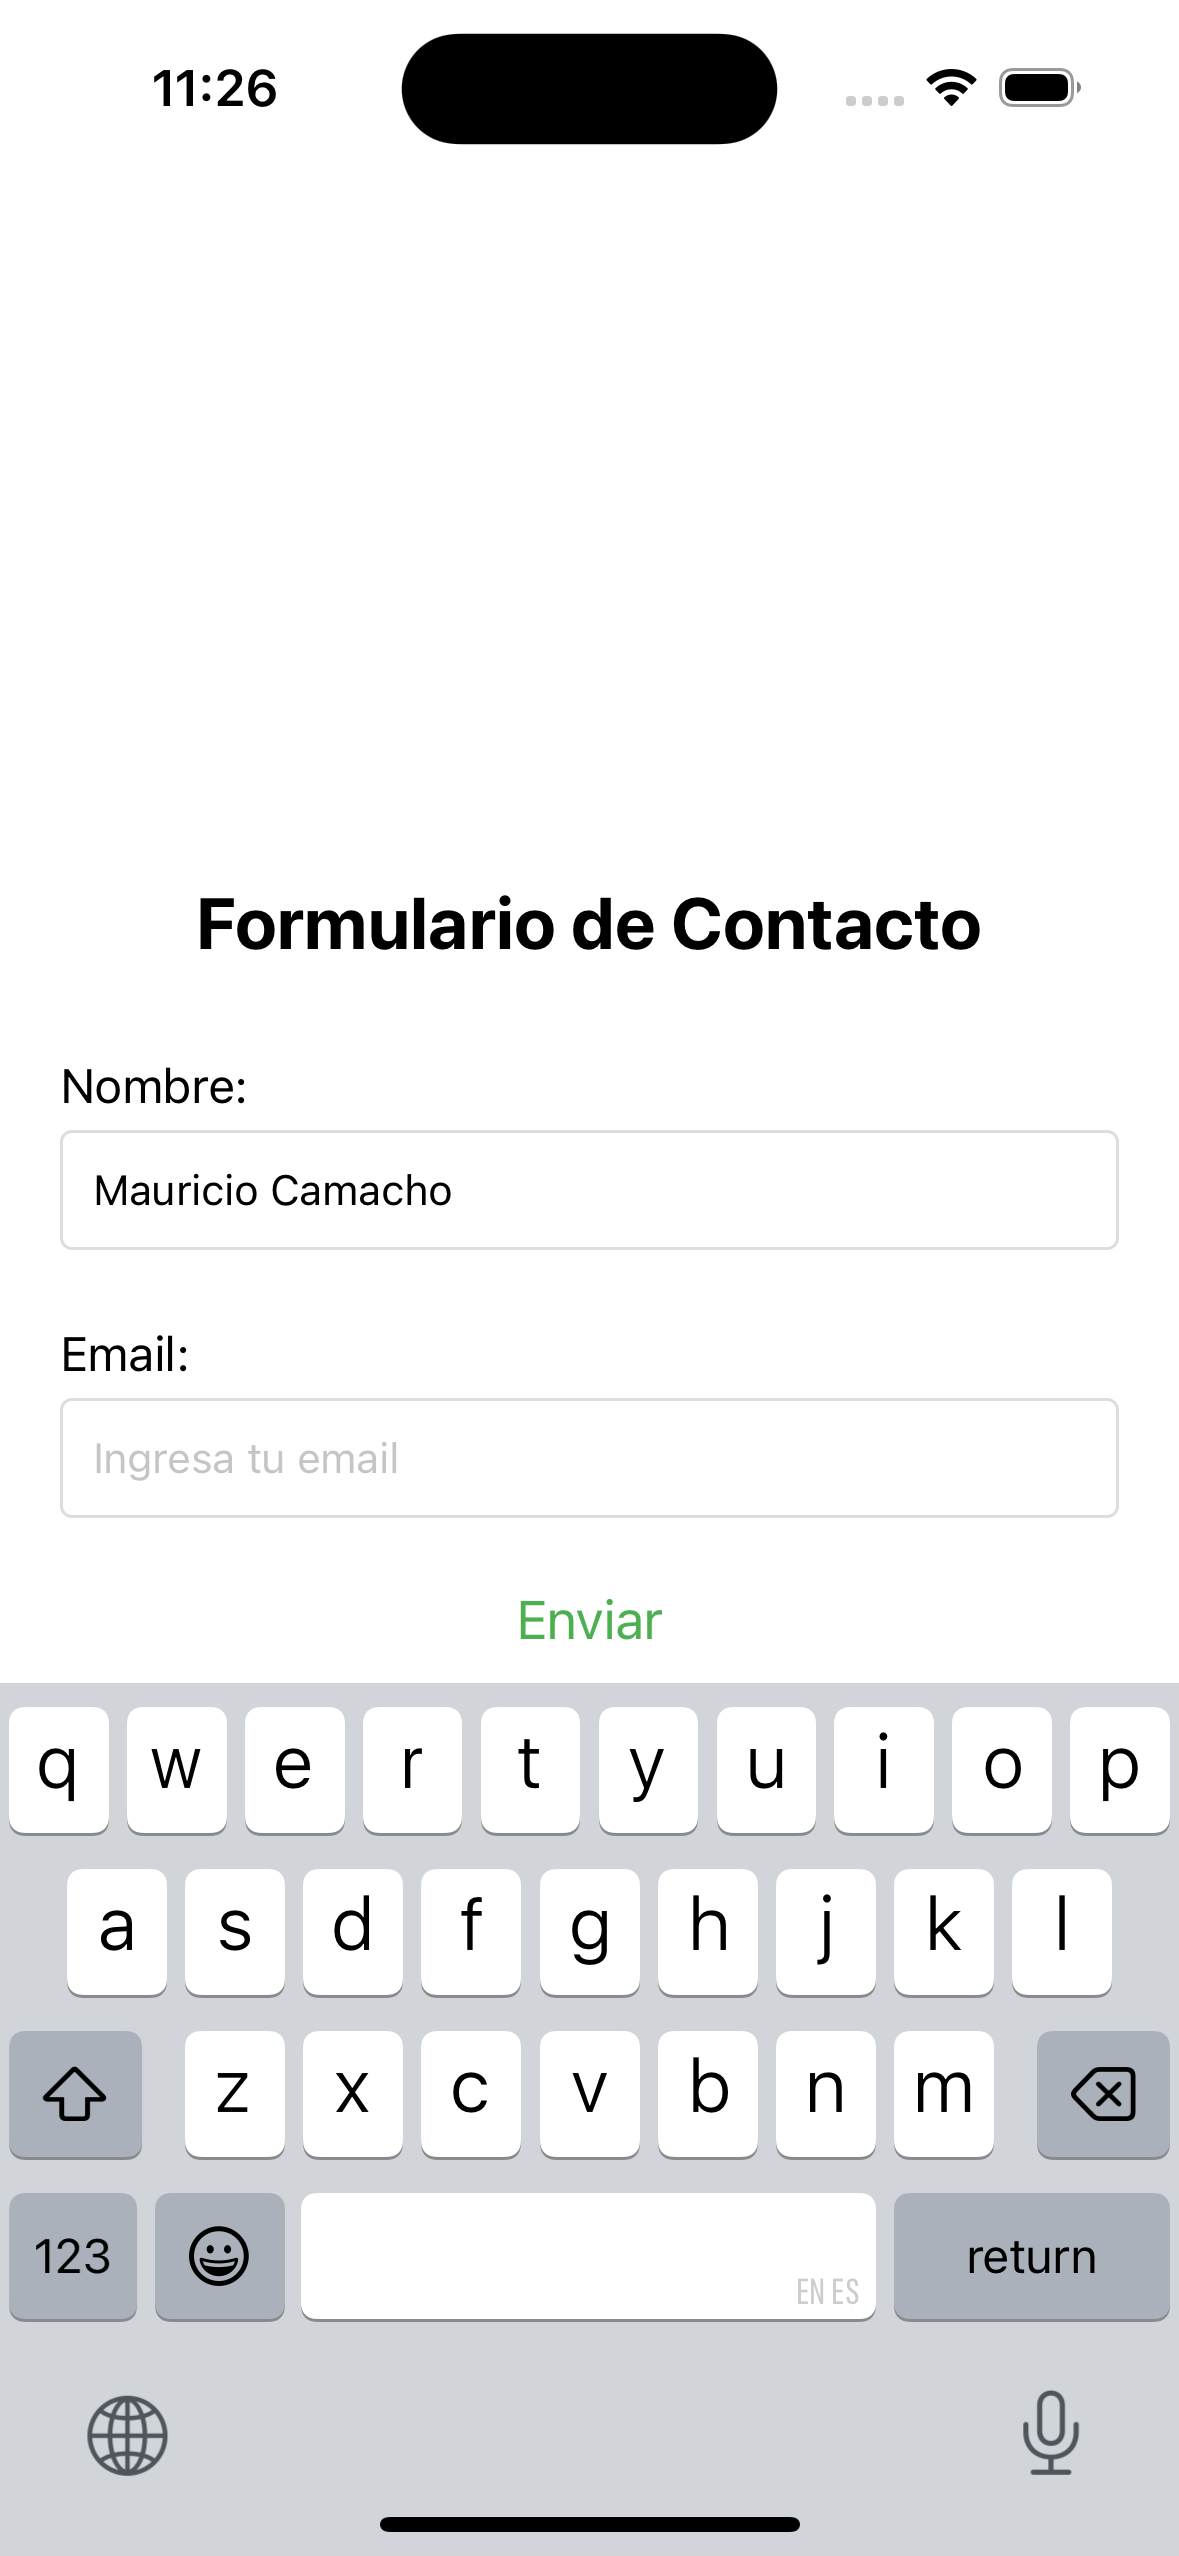 11:26
Formulario de Contacto
Nombre:
Mauricio Camacho
Email:
Ingresa tu email
Enviar
q w e r t y u i o p
a s d f g h j k l
z x c v b n m
123 EN ES return